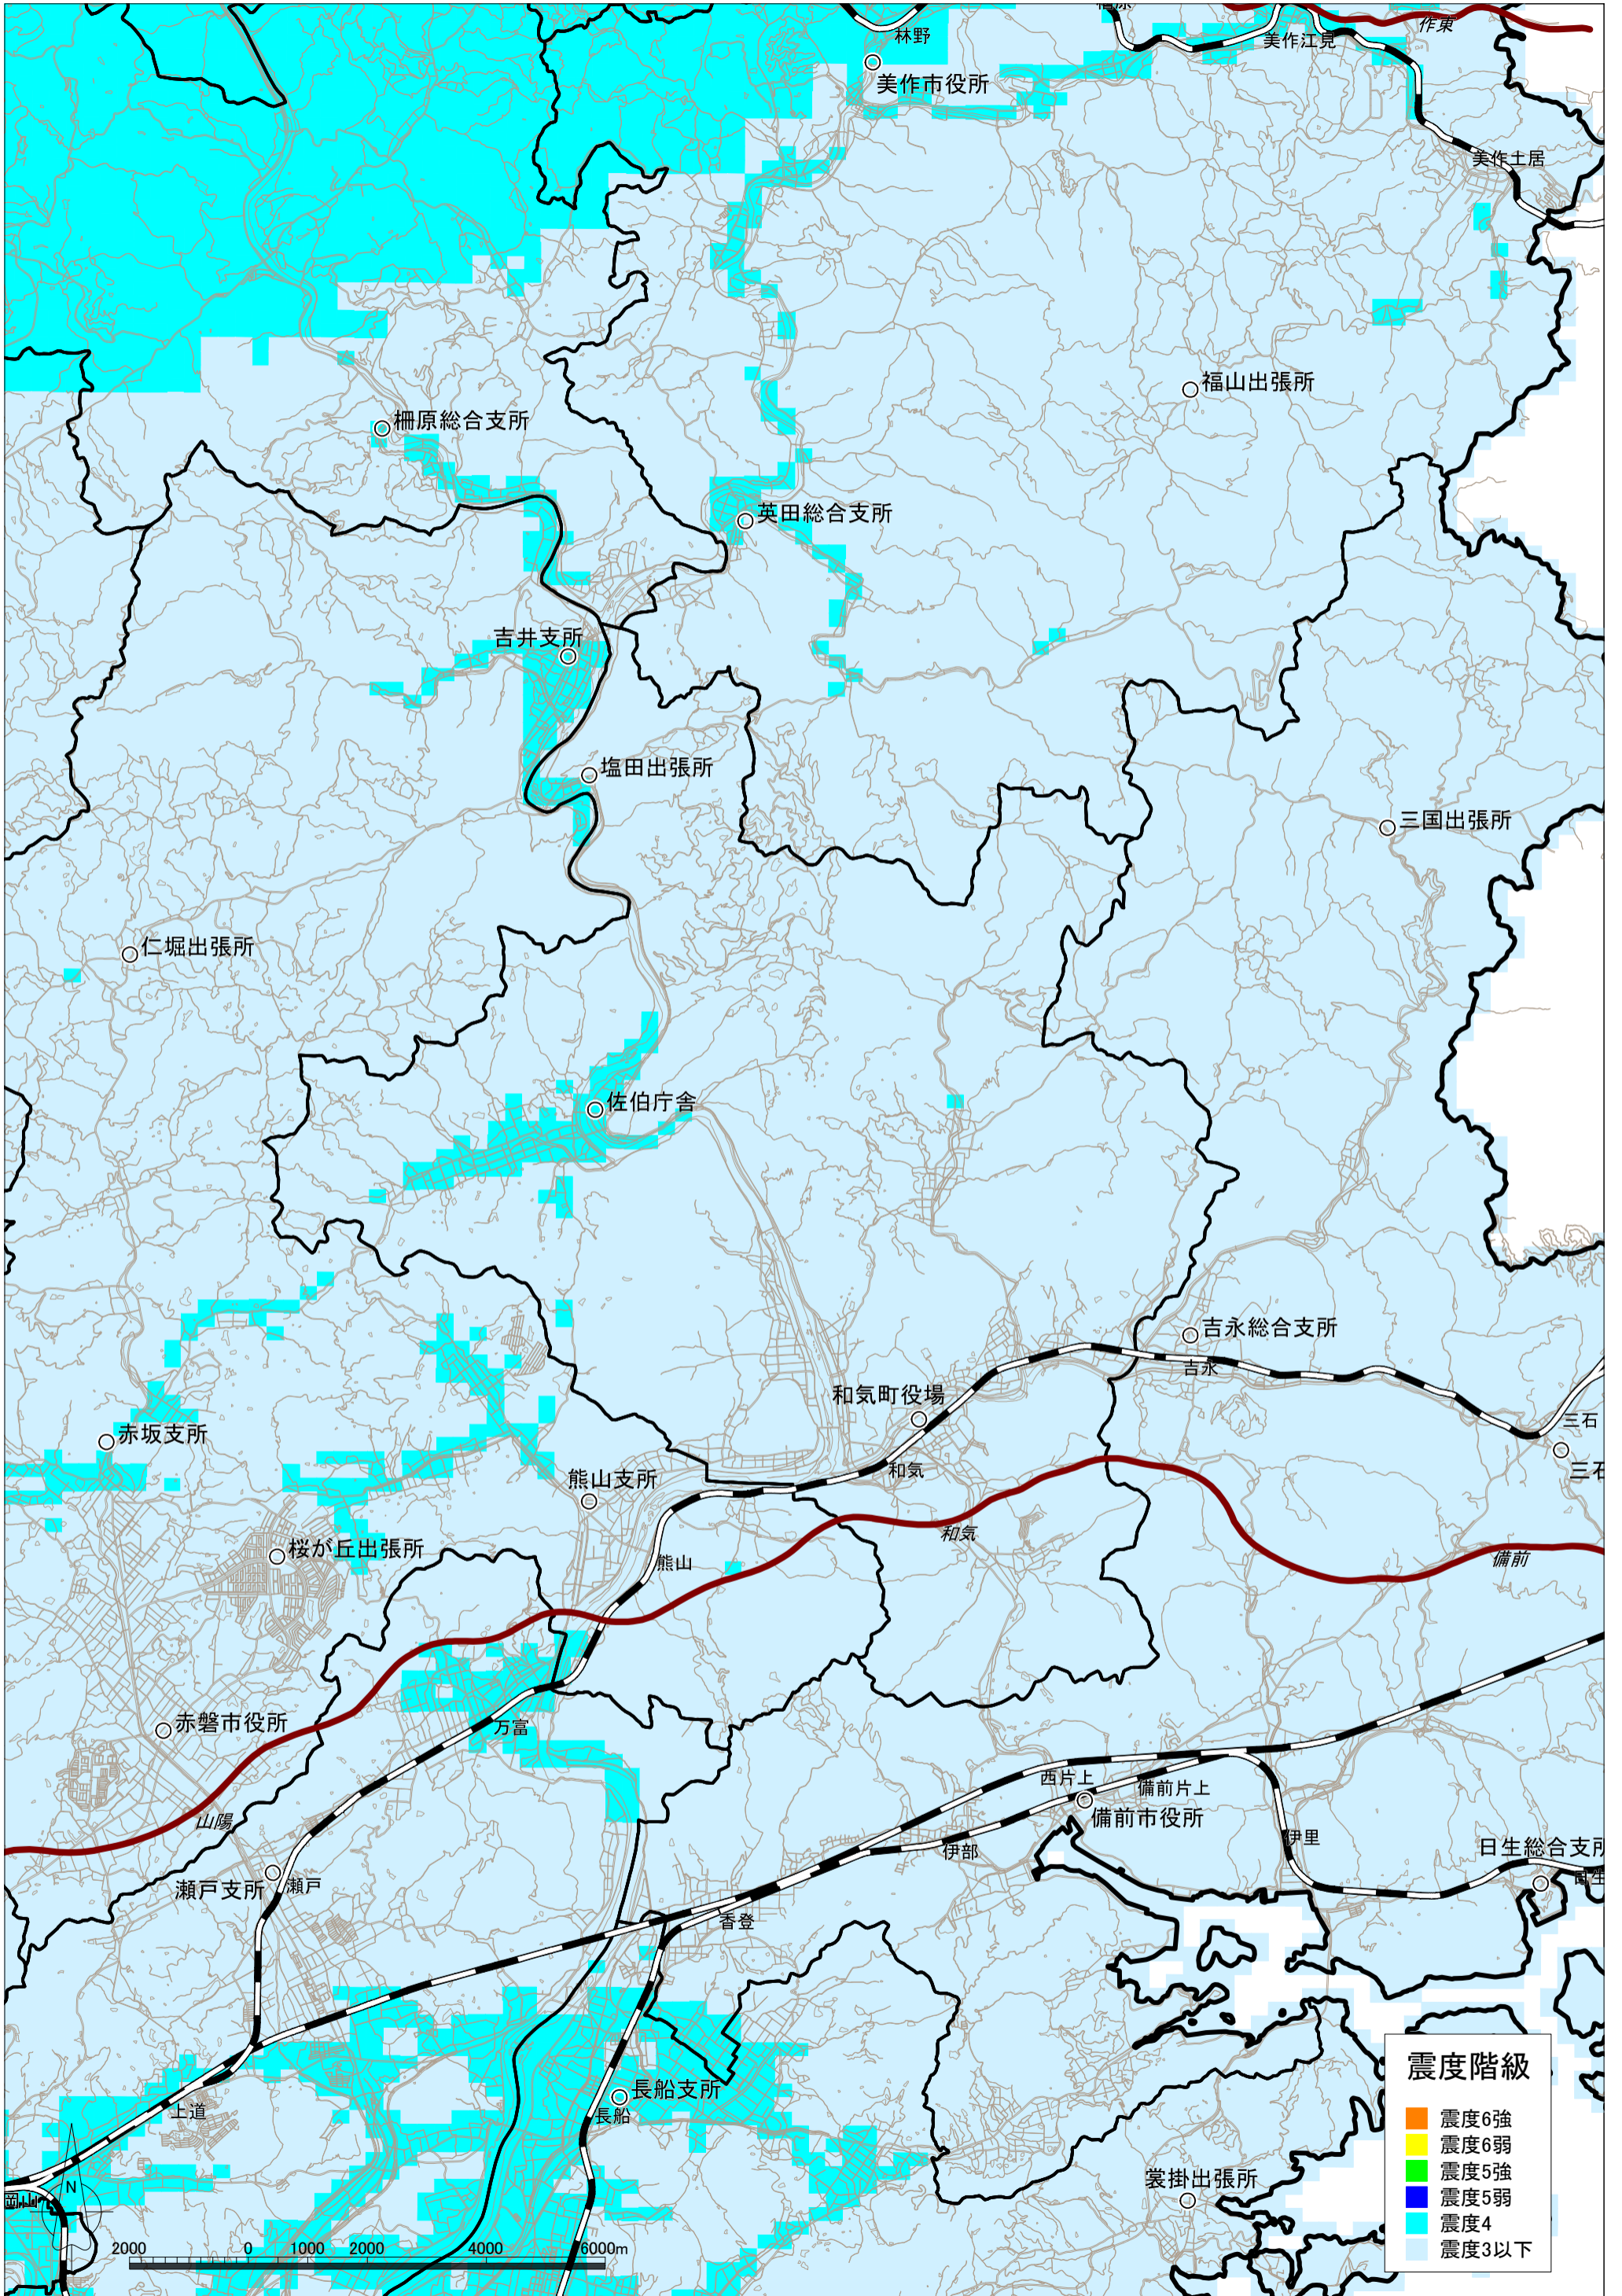 林野
美作市役所
美作江見
作東
美作土居
福山出張所
柵原総合支所
英田総合支所
吉井支所
塩田出張所
三国出張所
仁堀出張所
佐伯庁舎
吉永総合支所
吉永
和気町役場
三石
赤坂支所
和気
三石
熊山支所
和気
桜が丘出張所
熊山
備前
赤磐市役所
万富
西片上
備前片上
備前市役所
山陽
伊里
伊部
日生総合支所
瀬戸支所
瀬戸
香登
長船支所
長船
上道
裳掛出張所
岡山
N
2000 0 1000 2000 4000 6000m
震度階級
震度6強
震度6弱
震度5強
震度5弱
震度4
震度3以下